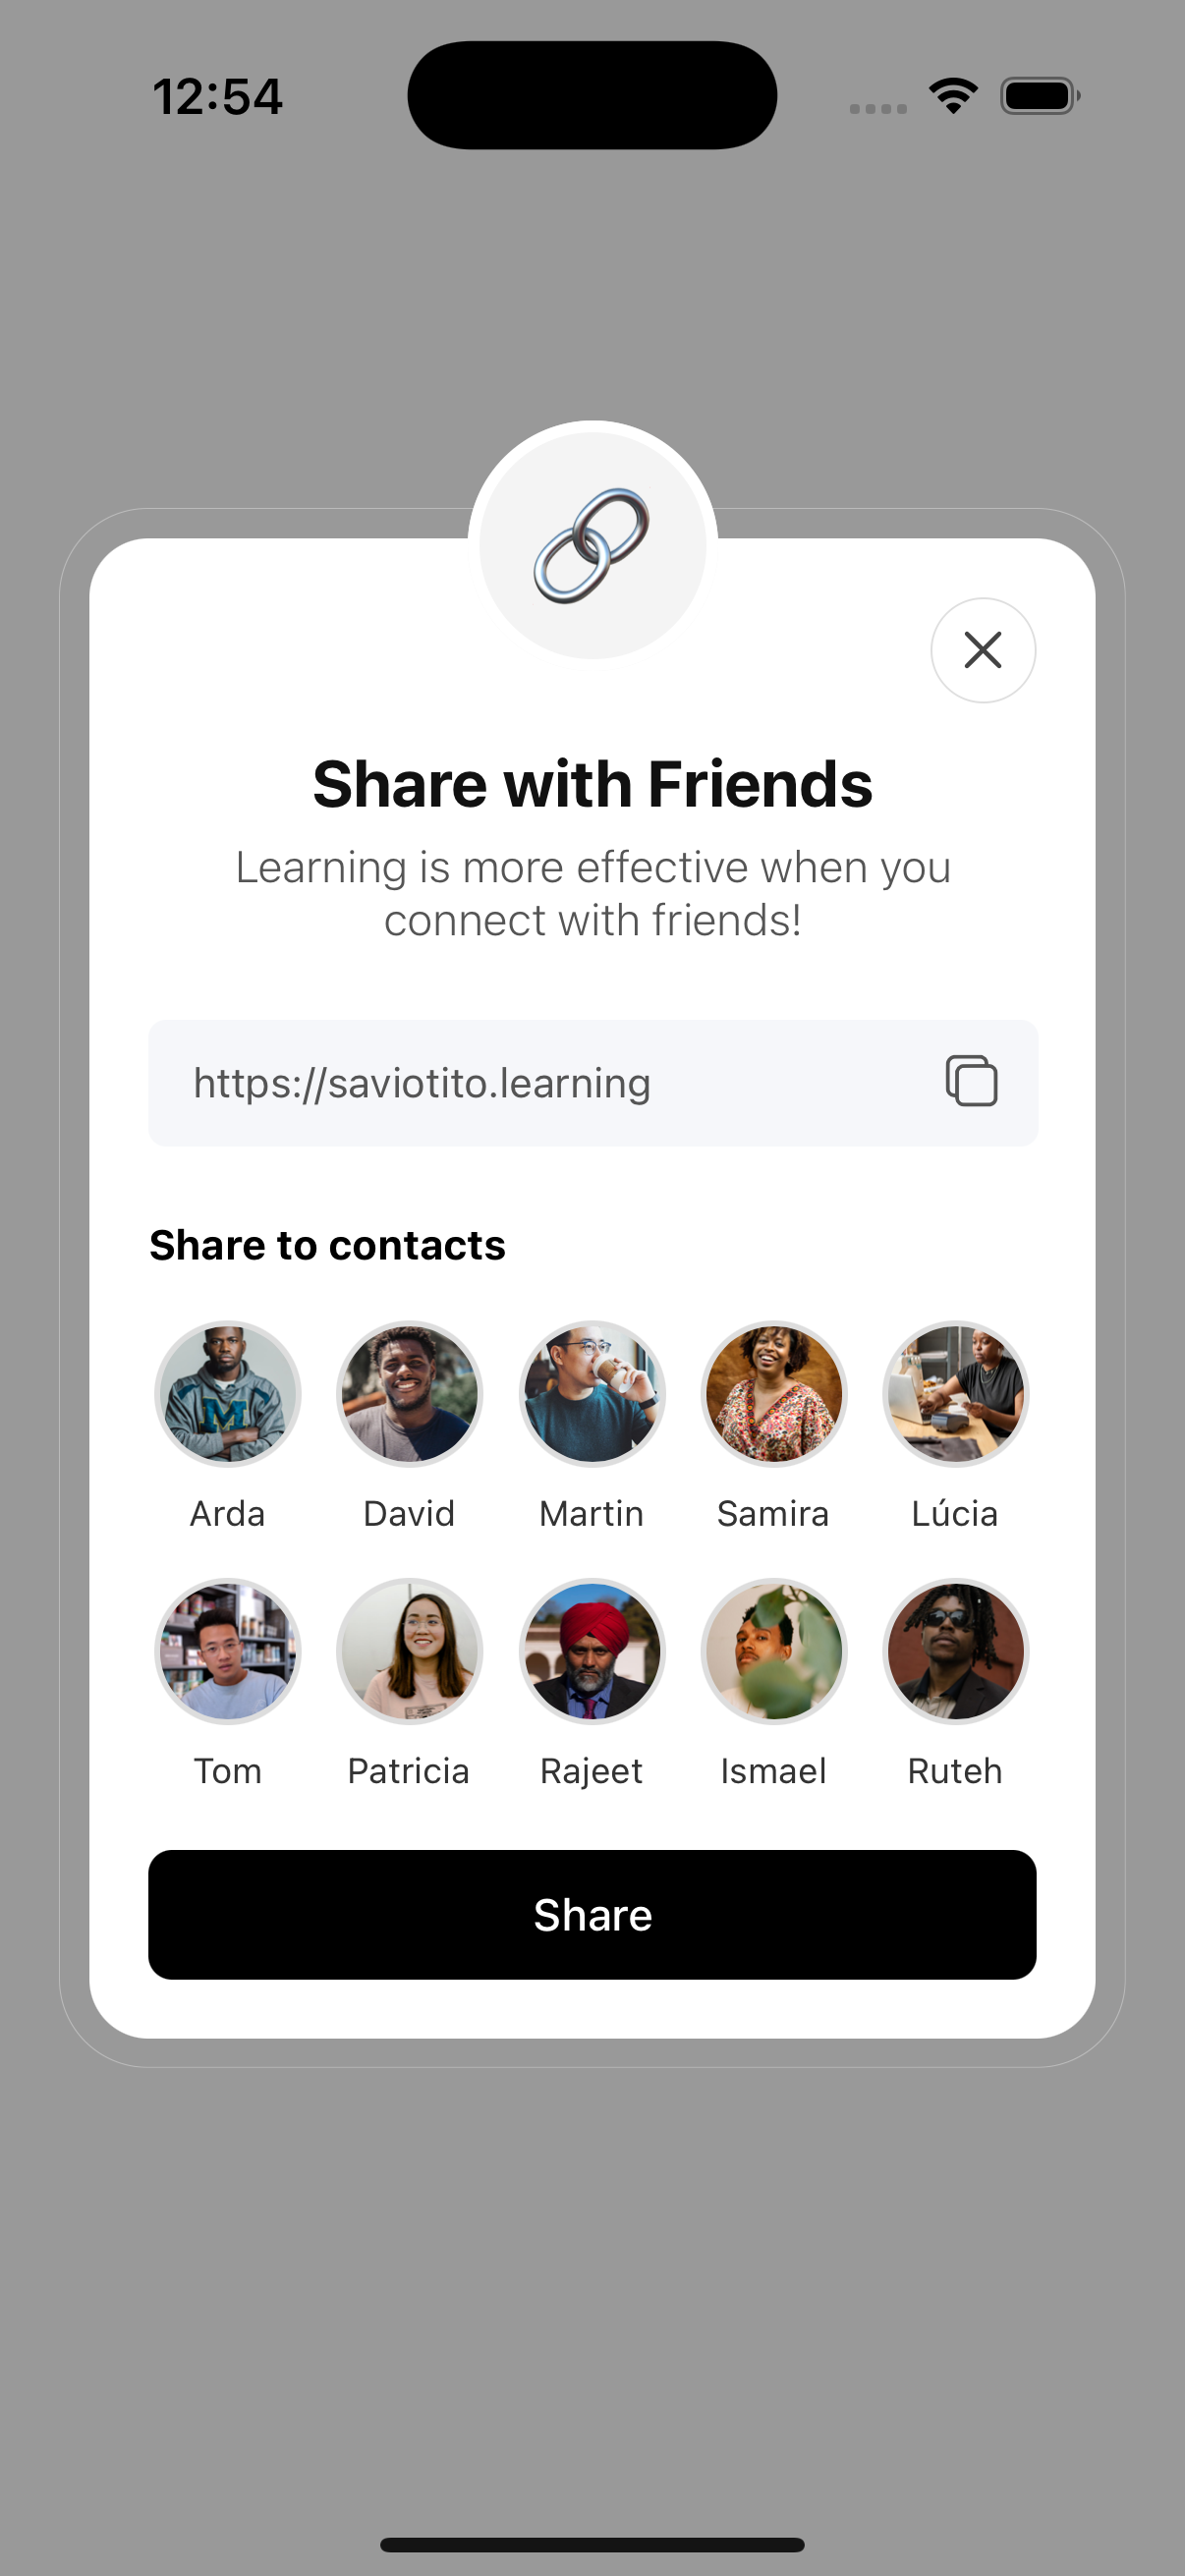 12:54
Share with Friends
Learning is more effective when you
connect with friends!
https://saviotito.learning
Share to contacts
M
Arda David Martin Samira Lúcia
Tom Patricia Rajeet Ismael Ruteh
Share